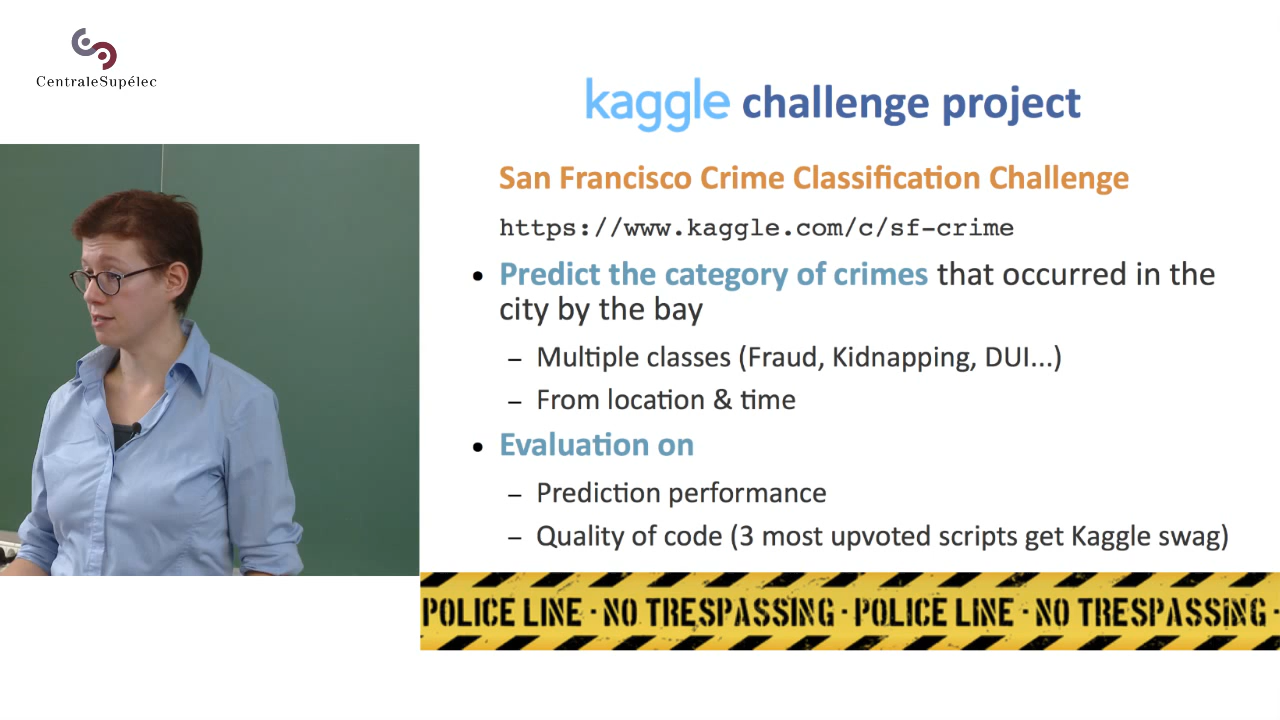 CentraleSupélec
kaggle challenge project
San Francisco Crime Classification Challenge
https://www.kaggle.com/c/sf-crime
• Predict the category of crimes that occurred in the
city by the bay
– Multiple classes (Fraud, Kidnapping, DUI...)
– From location & time
• Evaluation on
– Prediction performance
– Quality of code (3 most upvoted scripts get Kaggle swag)
POLICE LINE · NO TRESPASSING · POLICE LINE · NO TRESPASSING ·